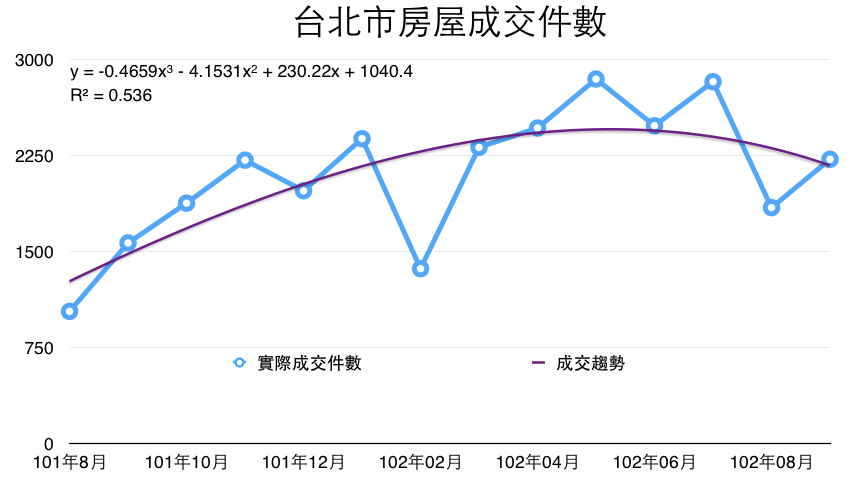 台北市房屋成交件數
3000
y = -0.4659x³ - 4.1531x² + 230.22x + 1040.4
R² = 0.536
2250
1500
750
實際成交件數 成交趨勢
0
101年8月 101年10月 101年12月 102年02月 102年04月 102年06月 102年08月